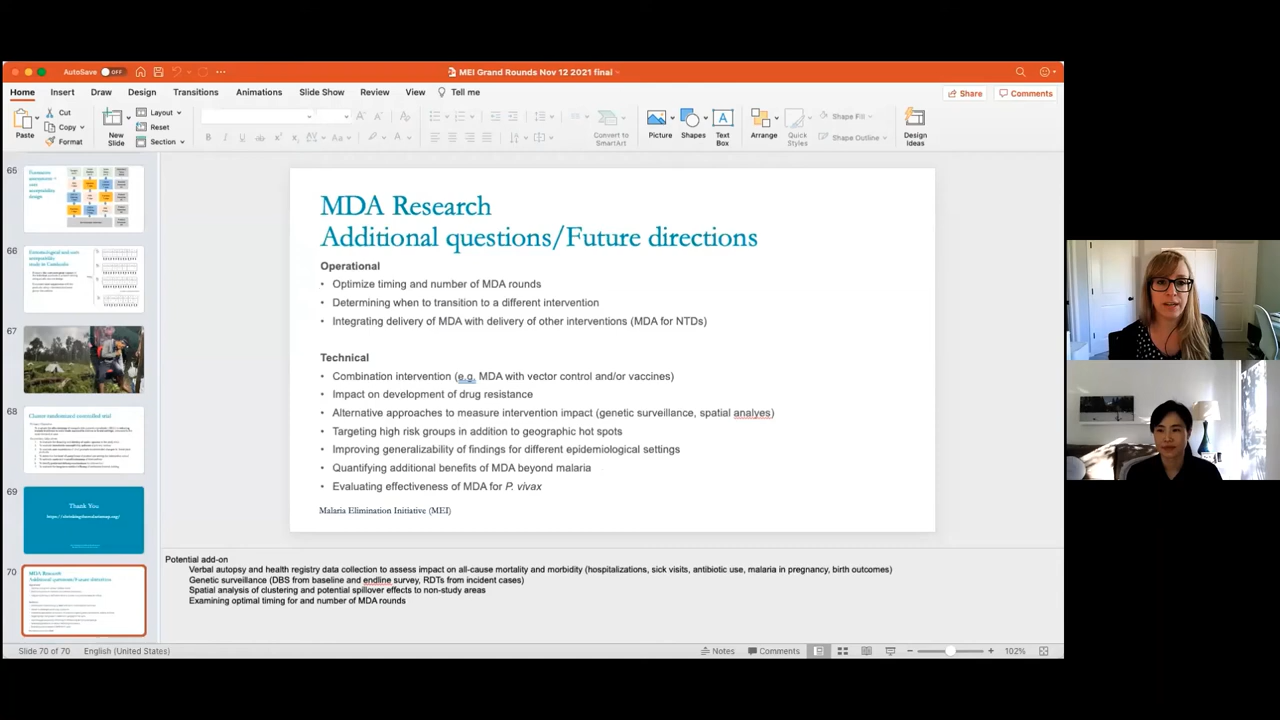 AutoSave OFF
MEI Grand Rounds Nov 12 2021 final
Home Insert Draw Design Transitions Animations Slide Show Review View Tell me
Share Comments
Paste
Cut
Copy
Format
New Slide
Layout
Reset
Section
Convert to SmartArt
Picture
Shapes
Text Box
Arrange
Quick Styles
Shape Fill
Shape Outline
Design Ideas
65
66
67
68
Cluster randomized controlled trial
69
Thank You
70
MDA Research
Additional questions/Future directions
MDA Research
Additional questions/Future directions
Operational
• Optimize timing and number of MDA rounds
• Determining when to transition to a different intervention
• Integrating delivery of MDA with delivery of other interventions (MDA for NTDs)
Technical
• Combination intervention (e.g. MDA with vector control and/or vaccines)
• Impact on development of drug resistance
• Alternative approaches to measure intervention impact (genetic surveillance, spatial analyes)
• Targeting high risk groups in addition to geographic hot spots
• Improving generalizability of findings for different epidemiological settings
• Quantifying additional benefits of MDA beyond malaria
• Evaluating effectiveness of MDA for P. vivax
Malaria Elimination Initiative (MEI)
Potential add-on
Verbal autopsy and health registry data collection to assess impact on all-cause mortality and morbidity (hospitalizations, sick visits, antibiotic use, malaria in pregnancy, birth outcomes)
Genetic surveillance (DBS from baseline and endline survey, RDTs from incident cases)
Spatial analysis of clustering and potential spillover effects to non-study areas
Examining optimal timing for and number of MDA rounds
Slide 70 of 70 English (United States) Notes Comments 102%